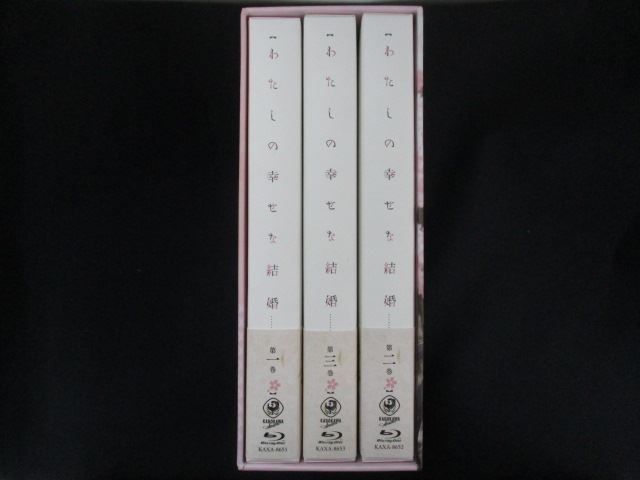 【わたしの幸せな結婚……
第一巻】
KADOKAWA
Blu-ray Disc
KAXA-8651
【わたしの幸せな結婚……
第三巻】
KADOKAWA
Blu-ray Disc
KAXA-8653
【わたしの幸せな結婚……
第二巻】
KADOKAWA
Blu-ray Disc
KAXA-8652